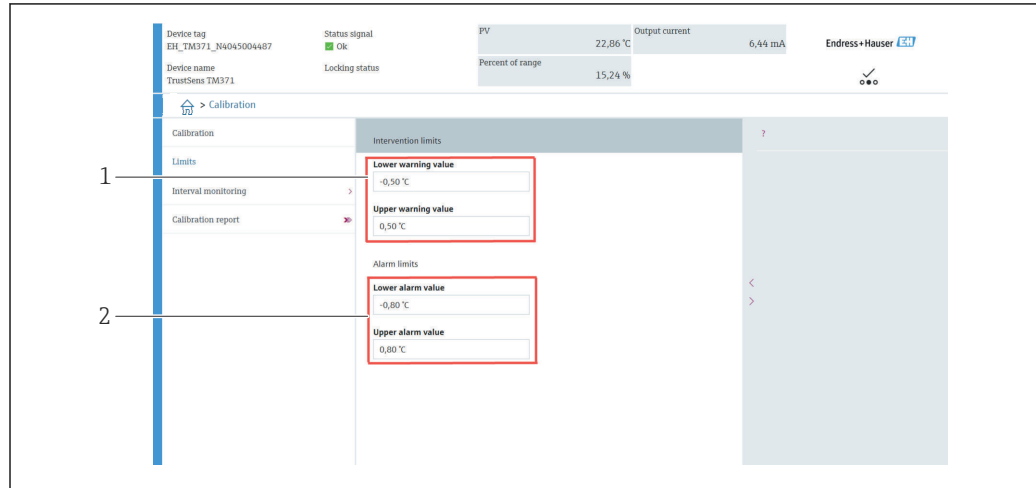 Device tag
EH_TM371_N4045004487
Status signal
Ok
PV
22,86 °C
Output current
6,44 mA
Endress+Hauser EH
Device name
TrustSens TM371
Locking status
Percent of range
15,24 %
> Calibration
Calibration
Limits
Interval monitoring >
Calibration report
Intervention limits
?
1
Lower warning value
-0,50 °C
Upper warning value
0,50 °C
Alarm limits
2
Lower alarm value
-0,80 °C
Upper alarm value
0,80 °C
<
>